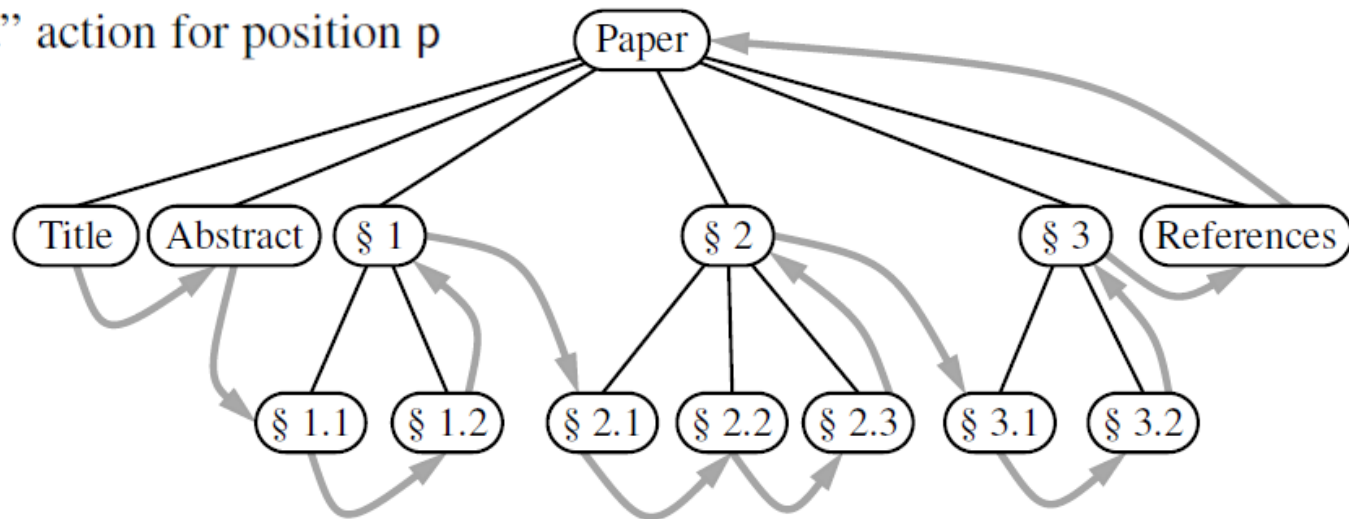 ” action for position p
Paper
Title Abstract § 1 § 2 § 3 References
§ 1.1 § 1.2 § 2.1 § 2.2 § 2.3 § 3.1 § 3.2